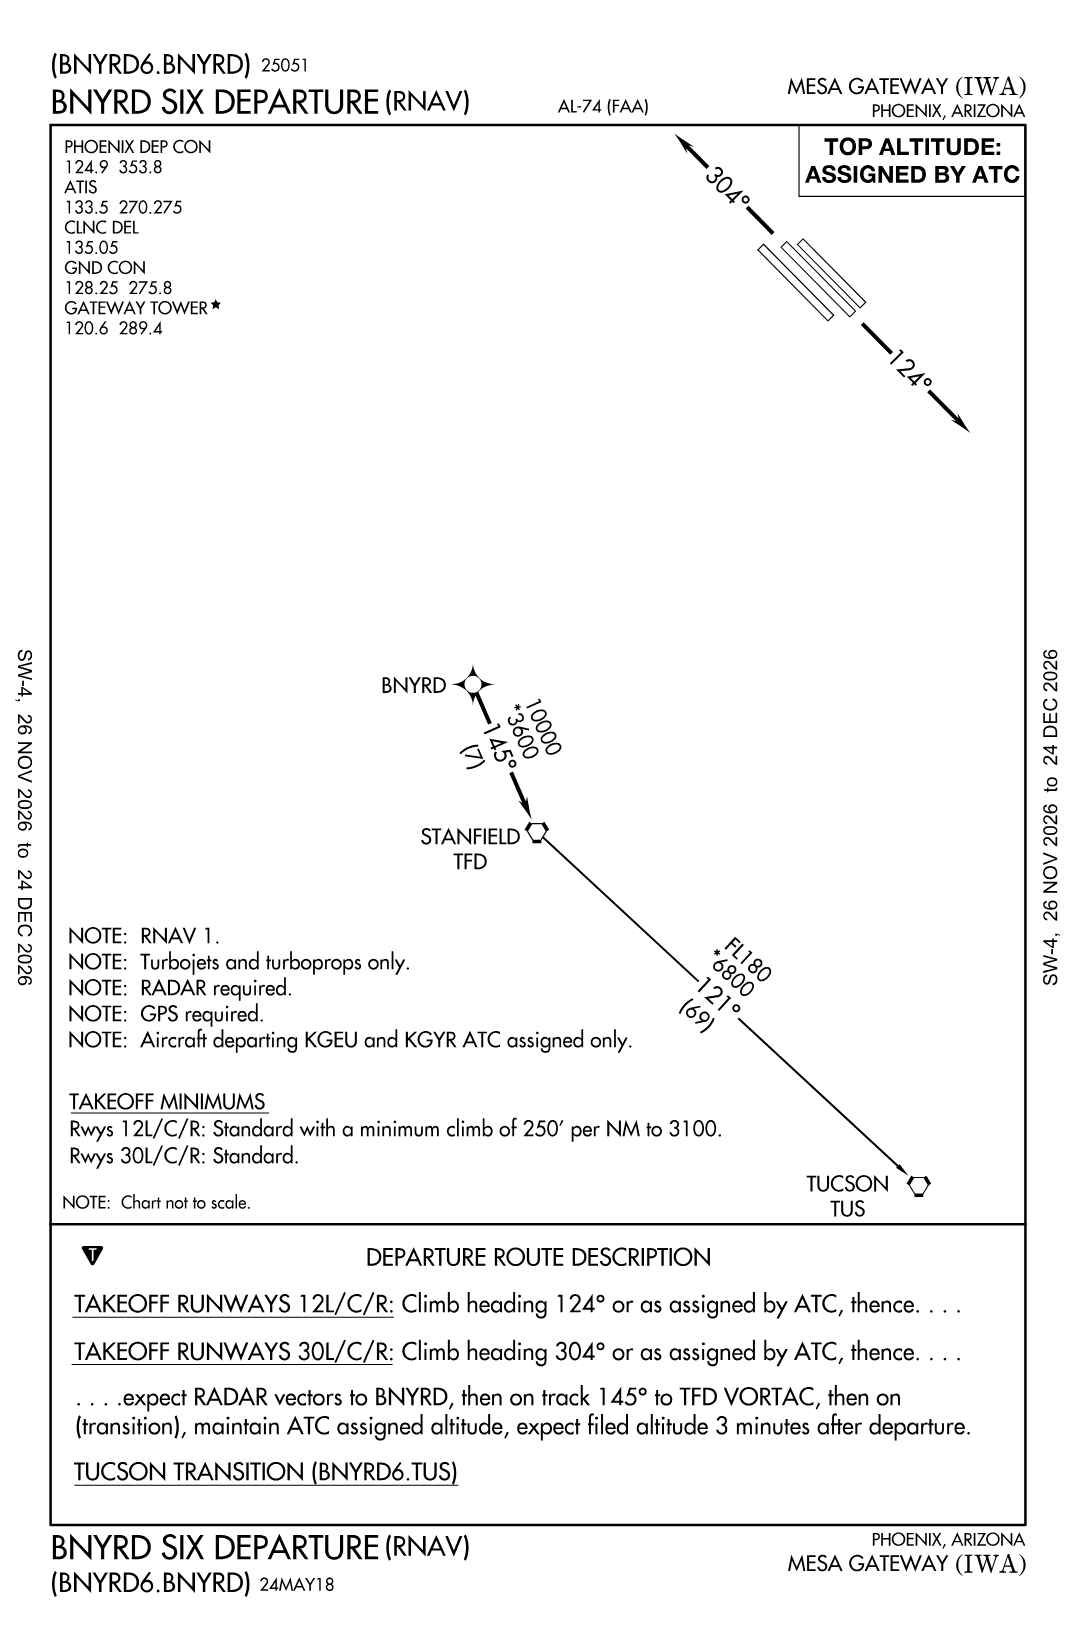 (BNYRD6.BNYRD) 25051
BNYRD SIX DEPARTURE (RNAV)
AL-74 (FAA)
MESA GATEWAY (IWA)
PHOENIX, ARIZONA
TOP ALTITUDE:
ASSIGNED BY ATC
PHOENIX DEP CON
124.9 353.8
ATIS
133.5 270.275
CLNC DEL
135.05
GND CON
128.25 275.8
GATEWAY TOWER★
120.6 289.4
304°
124°
BNYRD
10000
*3600
145°
(7)
STANFIELD
TFD
FL180
*6800
121°
(69)
TUCSON
TUS
NOTE: RNAV 1.
NOTE: Turbojets and turboprops only.
NOTE: RADAR required.
NOTE: GPS required.
NOTE: Aircraft departing KGEU and KGYR ATC assigned only.
TAKEOFF MINIMUMS
Rwys 12L/C/R: Standard with a minimum climb of 250' per NM to 3100.
Rwys 30L/C/R: Standard.
NOTE: Chart not to scale.
T
DEPARTURE ROUTE DESCRIPTION
TAKEOFF RUNWAYS 12L/C/R: Climb heading 124° or as assigned by ATC, thence. . . .
TAKEOFF RUNWAYS 30L/C/R: Climb heading 304° or as assigned by ATC, thence. . . .
. . . .expect RADAR vectors to BNYRD, then on track 145° to TFD VORTAC, then on
(transition), maintain ATC assigned altitude, expect filed altitude 3 minutes after departure.
TUCSON TRANSITION (BNYRD6.TUS)
BNYRD SIX DEPARTURE (RNAV)
(BNYRD6.BNYRD) 24MAY18
PHOENIX, ARIZONA
MESA GATEWAY (IWA)
SW-4, 26 NOV 2026 to 24 DEC 2026
SW-4, 26 NOV 2026 to 24 DEC 2026